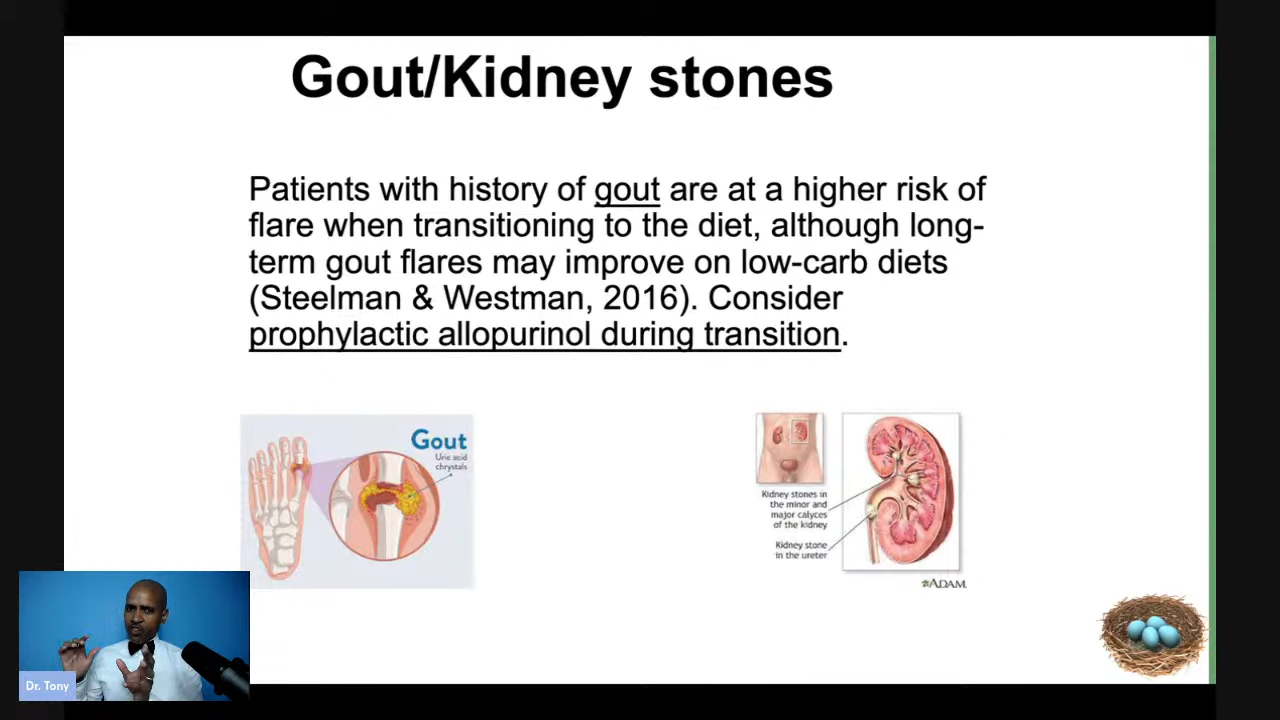 Gout/Kidney stones
Patients with history of gout are at a higher risk of
flare when transitioning to the diet, although long-
term gout flares may improve on low-carb diets
(Steelman & Westman, 2016). Consider
prophylactic allopurinol during transition.
Gout
Uric acid
chrystals
Kidney stones in
the minor and
major calyces
of the kidney
Kidney stone
in the ureter
ADAM.
Dr. Tony